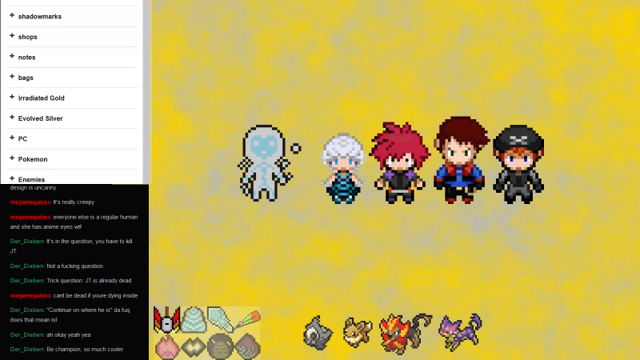 + shadowmarks
+ shops
+ notes
+ bags
+ Irradiated Gold
+ Evolved Silver
+ PC
+ Pokemon
+ Enemies
design is uncanny
megamegabax: It's really creepy
everyone else is a regular human
and she has anime eyes wtf
Der_Dieben: It's in the question, you have to kill
JT.
Der_Dieben: Not a fucking question.
Der_Dieben: Trick question: JT is already dead
cant be dead if youre dying inside
Der_Dieben: "Continue on where he is" da fuq
does that mean lol
Der_Dieben: ah okay yeah yea
Der_Dieben: Be champion, so much cooler